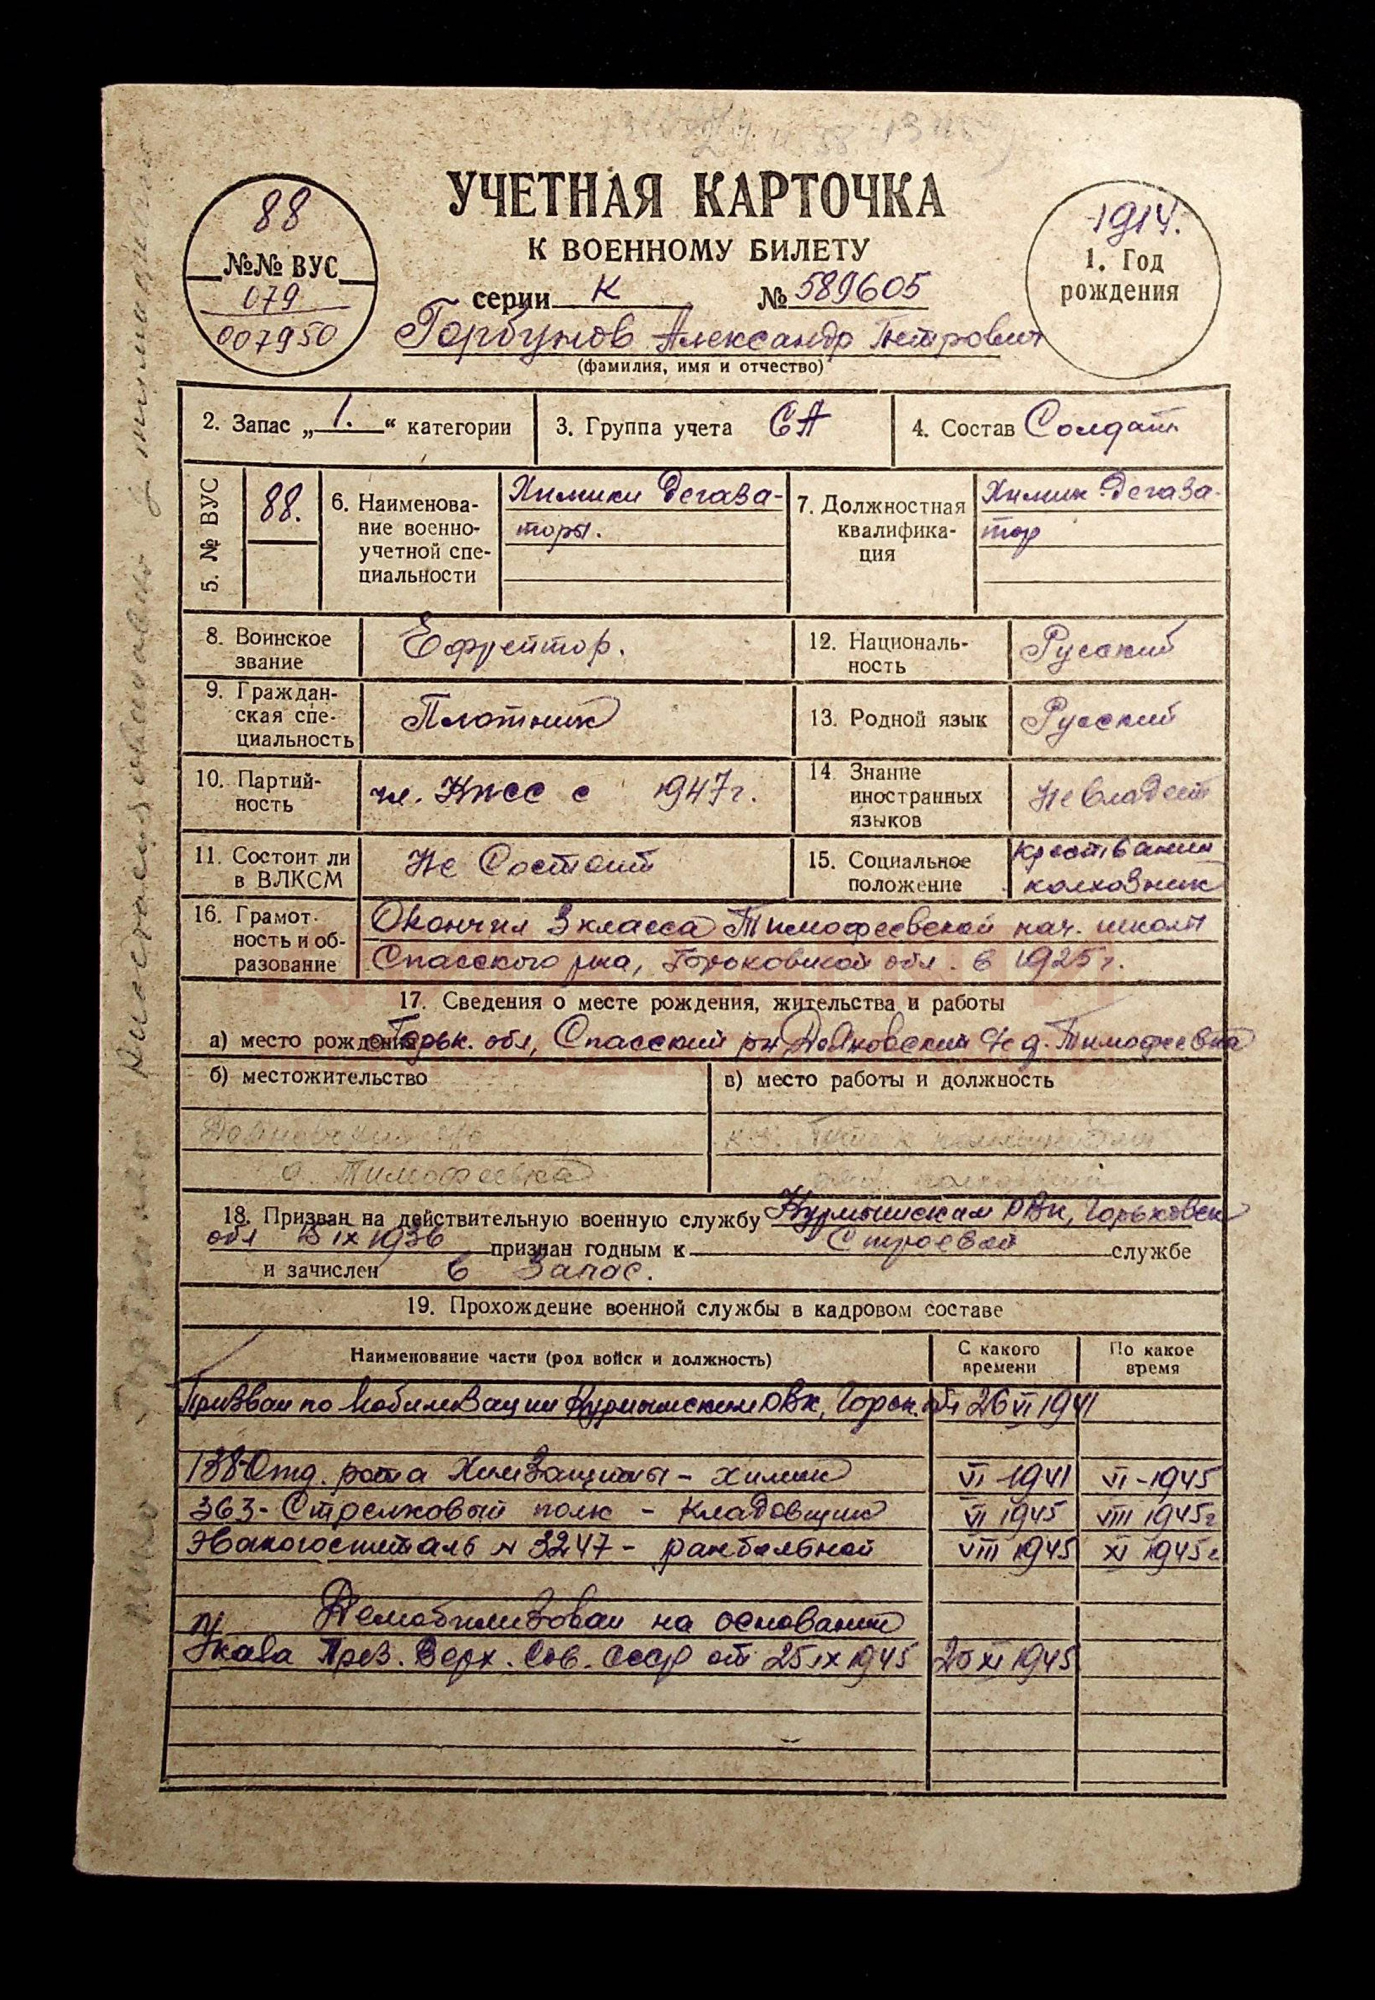 УЧЕТНАЯ КАРТОЧКА
К ВОЕННОМУ БИЛЕТУ
серии К № 589605
88
№№ ВУС
079
007950
1914.
1. Год
рождения
Горбунов Александр Петрович
(фамилия, имя и отчество)
2. Запас „1.“ категории
3. Группа учета СА
4. Состав Солдат
5. № ВУС
88.
6. Наименова-
ние военно-
учетной спе-
циальности
Химики Дегаза-
торы.
7. Должностная
квалифика-
ция
Химик-Дегаза-
тор
8. Воинское
звание
Ефрейтор.
9. Граждан-
ская спе-
циальность
Плотник
10. Партий-
ность
чл. КПСС с 1947 г.
11. Состоит ли
в ВЛКСМ
Не Состоит
12. Националь-
ность
Русский
13. Родной язык
Русский
14 Знание
иностранных
языков
Не владеет
15. Социальное
положение
крестьянин
колхозник
16. Грамот-
ность и об-
разование
Окончил 3 класса Тимофеевской нач. школы
Спасского р-на, Горьковской обл. в 1925 г.
17. Сведения о месте рождения, жительства и работы
а) место рождения Горьк. обл, Спасский рн д. Тимофеевка
б) местожительство
д. Тимофеевка
в) место работы и должность
18. Призван на действительную военную службу Курмышским РВК, Горьковск
обл 15 IX 1936 признан годным к Строевой службе
и зачислен в Запас.
19. Прохождение военной службы в кадровом составе
Наименование части (род войск и должность)
С какого
времени
По какое
время
Призван по Мобилизации Курмышским РВК, Горьк. обл 26 VI 1941
138 Отд. рота Химзащиты - химик VI-1941 VI-1945
363 - Стрелковый полк - Кладовщик VI 1945 VIII 1945 г
Эвакогоспиталь № 3247 - ранбольной VIII 1945 XI 1945 г
Демобилизован на основании
п/Указа През. Верх. Сов. СССР от 25 IX 1945 20 XI 1945